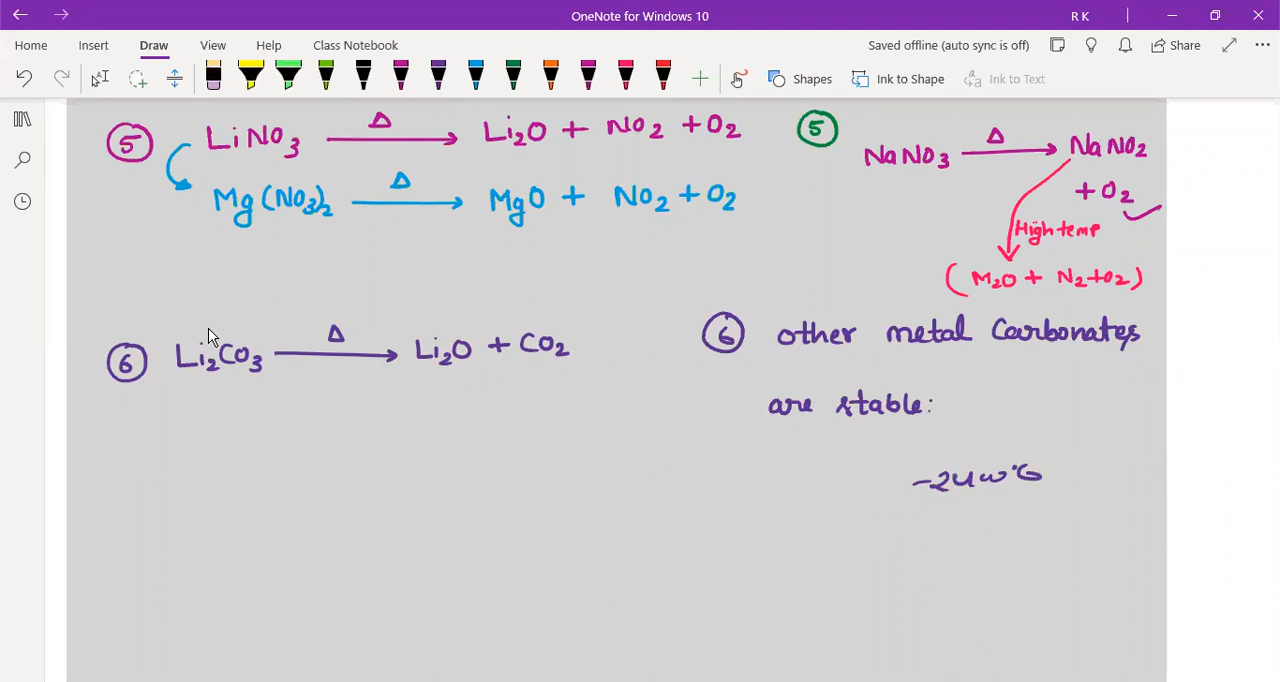 OneNote for Windows 10
R K
Home Insert Draw View Help Class Notebook
Saved offline (auto sync is off) Share
Shapes Ink to Shape Ink to Text
5 LiNO3 Δ Li2O + NO2 + O2
Mg(NO3)2 Δ MgO + NO2 + O2
5 NaNO3 Δ NaNO2
+ O2
High temp
(M2O + N2+O2)
6 Li2CO3 Δ Li2O + CO2
6 other metal Carbonates
are stable: